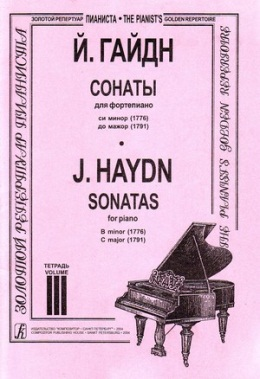 ЗОЛОТОЙ РЕПЕРТУАР ПИАНИСТА • THE PIANIST'S GOLDEN REPERTOIRE
Й. ГАЙДН
СОНАТЫ
для фортепиано
си минор (1776)
до мажор (1791)
•
J. HAYDN
SONATAS
for piano
B minor (1776)
C major (1791)
ЗОЛОТОЙ РЕПЕРТУАР ПИАНИСТА
THE PIANIST'S GOLDEN REPERTOIRE
ТЕТРАДЬ
VOLUME
III
ИЗДАТЕЛЬСТВО "КОМПОЗИТОР • САНКТ-ПЕТЕРБУРГ" • 2004
COMPOSITOR PUBLISHING HOUSE • SAINT-PETERSBURG • 2004